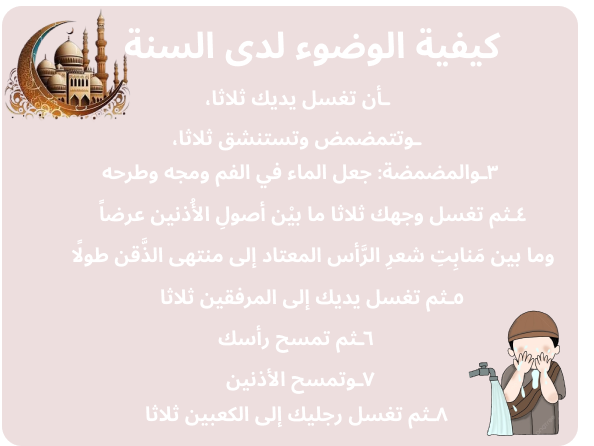 كيفية الوضوء لدى السنة
ـأن تغسل يديك ثلاثا،
ـوتتمضمض وتستنشق ثلاثا،
٣ـوالمضمضة: جعل الماء في الفم ومجه وطرحه
٤ـثم تغسل وجهك ثلاثا ما بيْن أصولِ الأُذنين عرضاً
وما بين مَنابِتِ شعرِ الرَّأس المعتاد إلى منتهى الذَّقن طولًا
٥ـثم تغسل يديك إلى المرفقين ثلاثا
٦ـثم تمسح رأسك
٧ـوتمسح الأذنين
٨ـثم تغسل رجليك إلى الكعبين ثلاثا